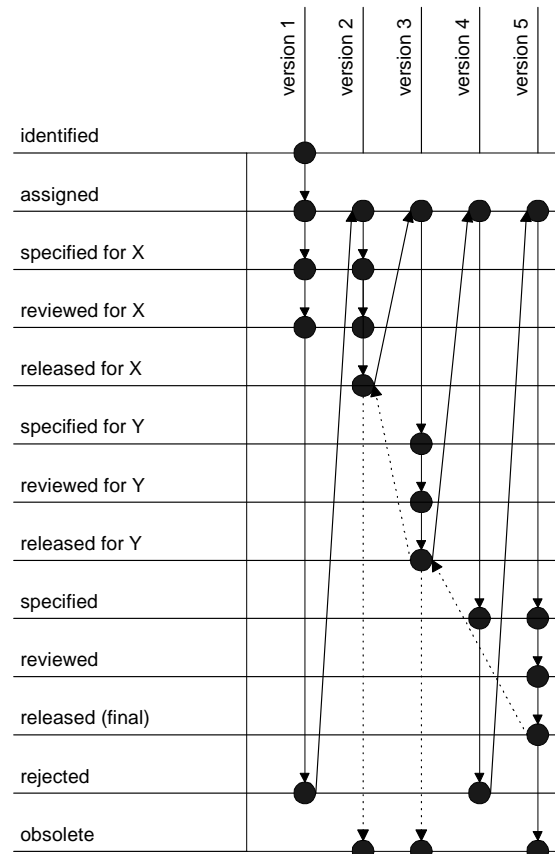 version 1
version 2
version 3
version 4
version 5
identified
assigned
specified for X
reviewed for X
released for X
specified for Y
reviewed for Y
released for Y
specified
reviewed
released (final)
rejected
obsolete